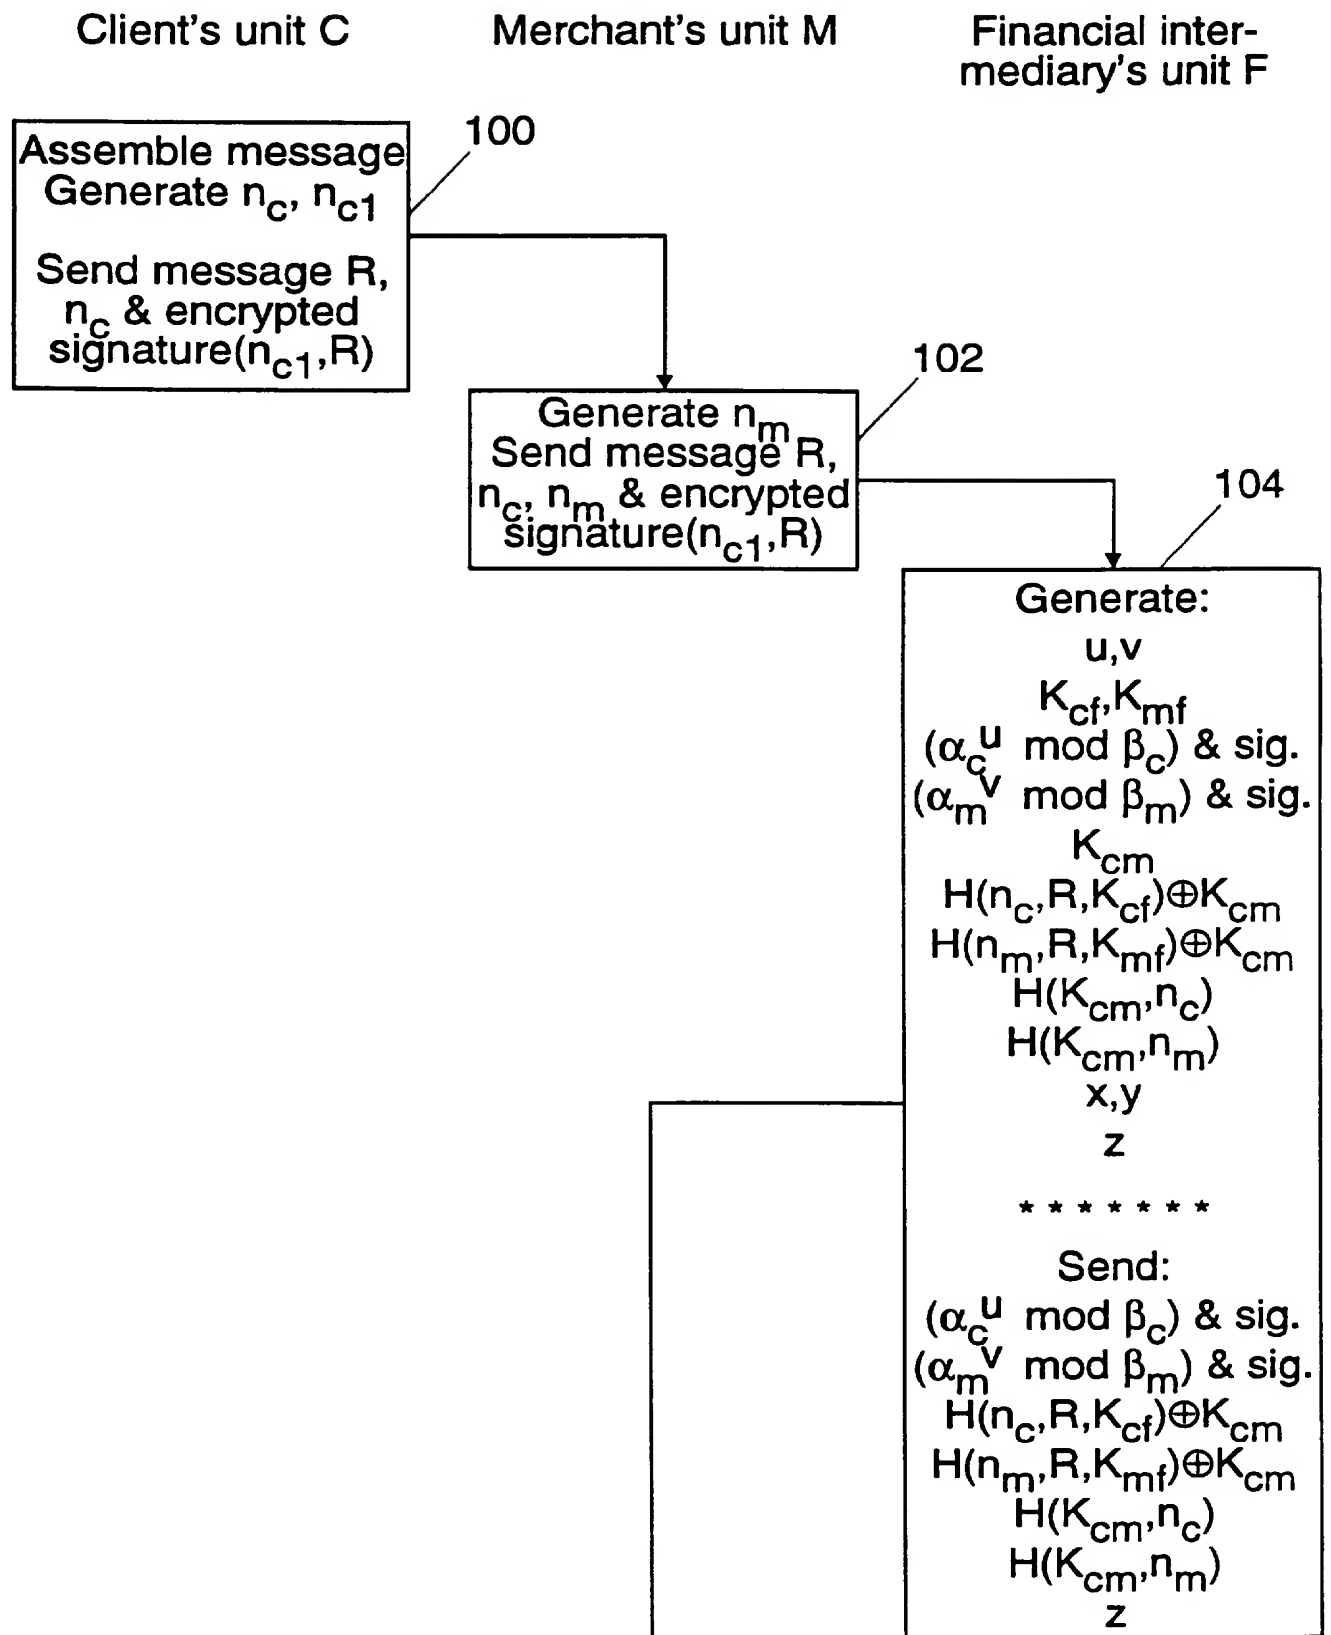 Client's unit C
Merchant's unit M
Financial inter-
mediary's unit F
100
Assemble message
Generate n_c, n_c1
Send message R,
n_c & encrypted
signature(n_c1,R)
102
Generate n_m
Send message R,
n_c, n_m & encrypted
signature(n_c1,R)
104
Generate:
u,v
K_cf,K_mf
(α_c^u mod β_c) & sig.
(α_m^v mod β_m) & sig.
K_cm
H(n_c,R,K_cf)⊕K_cm
H(n_m,R,K_mf)⊕K_cm
H(K_cm,n_c)
H(K_cm,n_m)
x,y
z
* * * * * * *
Send:
(α_c^u mod β_c) & sig.
(α_m^v mod β_m) & sig.
H(n_c,R,K_cf)⊕K_cm
H(n_m,R,K_mf)⊕K_cm
H(K_cm,n_c)
H(K_cm,n_m)
z